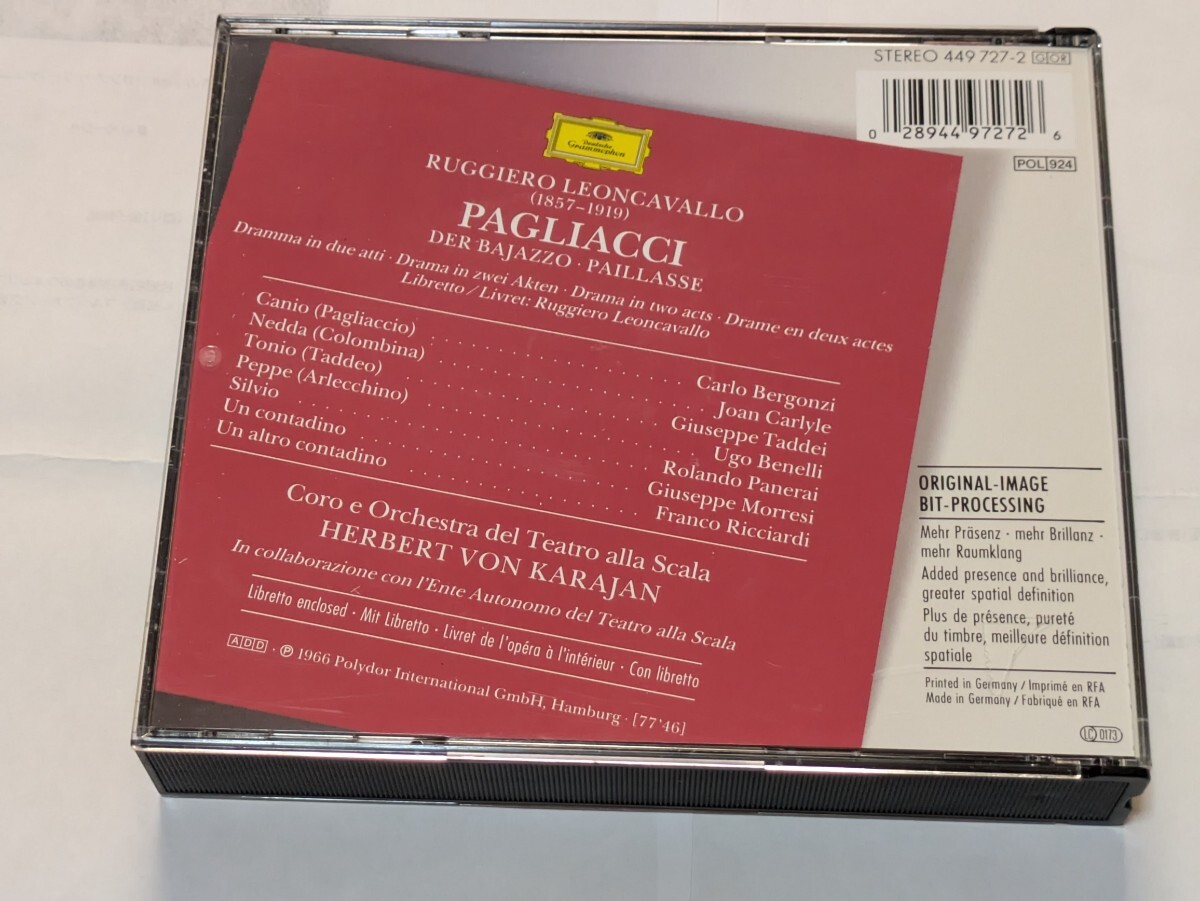 STEREO 449 727-2 GOR
0 28944 97272 6
POL 924
Deutsche
Grammophon
RUGGIERO LEONCAVALLO
(1857-1919)
PAGLIACCI
DER BAJAZZO · PAILLASSE
Dramma in due atti · Drama in zwei Akten · Drama in two acts · Drame en deux actes
Libretto / Livret: Ruggiero Leoncavallo
Canio (Pagliaccio) Carlo Bergonzi
Nedda (Colombina) Joan Carlyle
Tonio (Taddeo) Giuseppe Taddei
Peppe (Arlecchino) Ugo Benelli
Silvio Rolando Panerai
Un contadino Giuseppe Morresi
Un altro contadino Franco Ricciardi
Coro e Orchestra del Teatro alla Scala
HERBERT VON KARAJAN
In collaborazione con l'Ente Autonomo del Teatro alla Scala
Libretto enclosed · Mit Libretto · Livret de l'opéra à l'intérieur · Con libretto
ADD · ℗ 1966 Polydor International GmbH, Hamburg · [77'46]
ORIGINAL-IMAGE
BIT-PROCESSING
Mehr Präsenz · mehr Brillanz ·
mehr Raumklang
Added presence and brilliance,
greater spatial definition
Plus de présence, pureté
du timbre, meilleure définition
spatiale
Printed in Germany / Imprimé en RFA
Made in Germany / Fabriqué en RFA
LC 0173